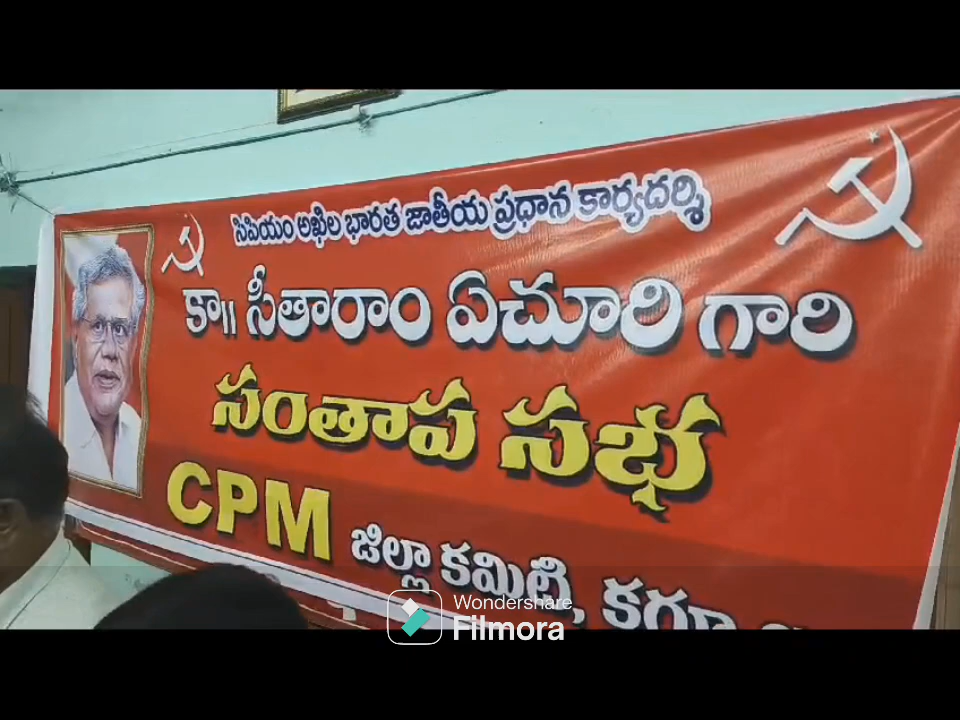 సిపియం అఖిల భారత జాతీయ ప్రధాన కార్యదర్శి
కా|| సీతారాం ఏచూరి గారి
సంతాప సభ
CPM జిల్లా కమిటి,
Wondershare
Filmora